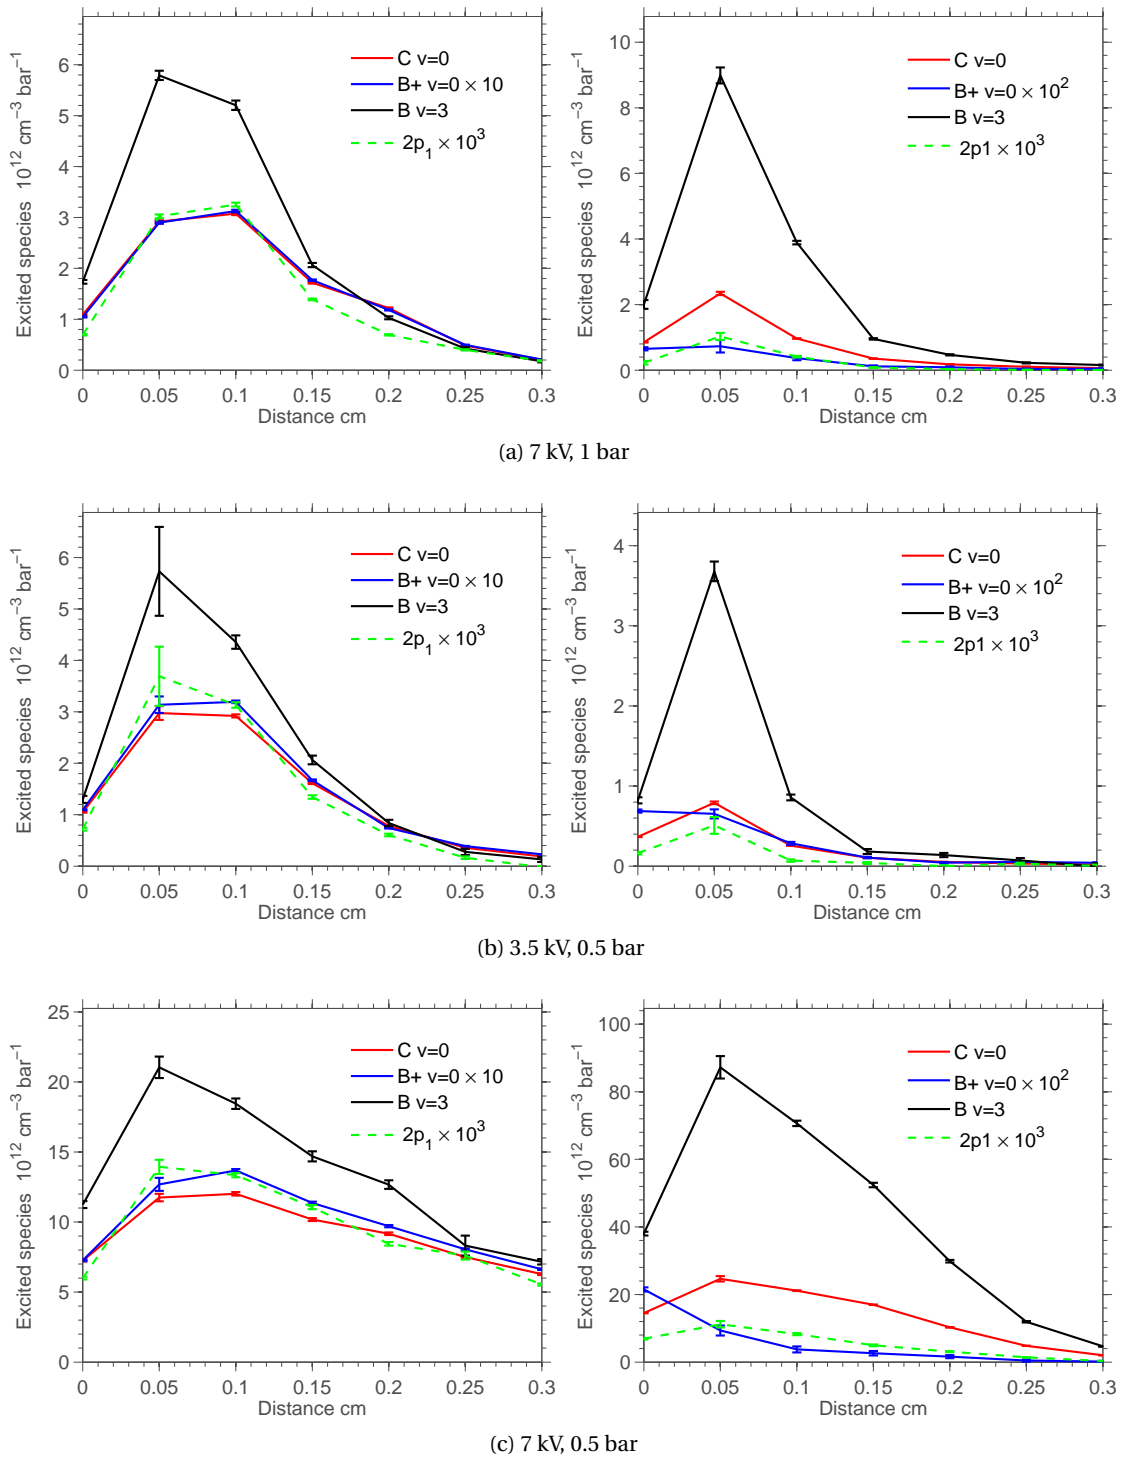 Excited species 10^12 cm^−3 bar^−1
6
5
4
3
2
1
0
C v=0
B+ v=0 × 10
B v=3
2p_1 × 10^3
0 0.05 0.1 0.15 0.2 0.25 0.3
Distance cm
Excited species 10^12 cm^−3 bar^−1
10
8
6
4
2
0
C v=0
B+ v=0 × 10^2
B v=3
2p1 × 10^3
0 0.05 0.1 0.15 0.2 0.25 0.3
Distance cm
(a) 7 kV, 1 bar
Excited species 10^12 cm^−3 bar^−1
6
5
4
3
2
1
0
C v=0
B+ v=0 × 10
B v=3
2p_1 × 10^3
0 0.05 0.1 0.15 0.2 0.25 0.3
Distance cm
Excited species 10^12 cm^−3 bar^−1
4
3
2
1
0
C v=0
B+ v=0 × 10^2
B v=3
2p1 × 10^3
0 0.05 0.1 0.15 0.2 0.25 0.3
Distance cm
(b) 3.5 kV, 0.5 bar
Excited species 10^12 cm^−3 bar^−1
25
20
15
10
5
0
C v=0
B+ v=0 × 10
B v=3
2p_1 × 10^3
0 0.05 0.1 0.15 0.2 0.25 0.3
Distance cm
Excited species 10^12 cm^−3 bar^−1
100
80
60
40
20
0
C v=0
B+ v=0 × 10^2
B v=3
2p1 × 10^3
0 0.05 0.1 0.15 0.2 0.25 0.3
Distance cm
(c) 7 kV, 0.5 bar